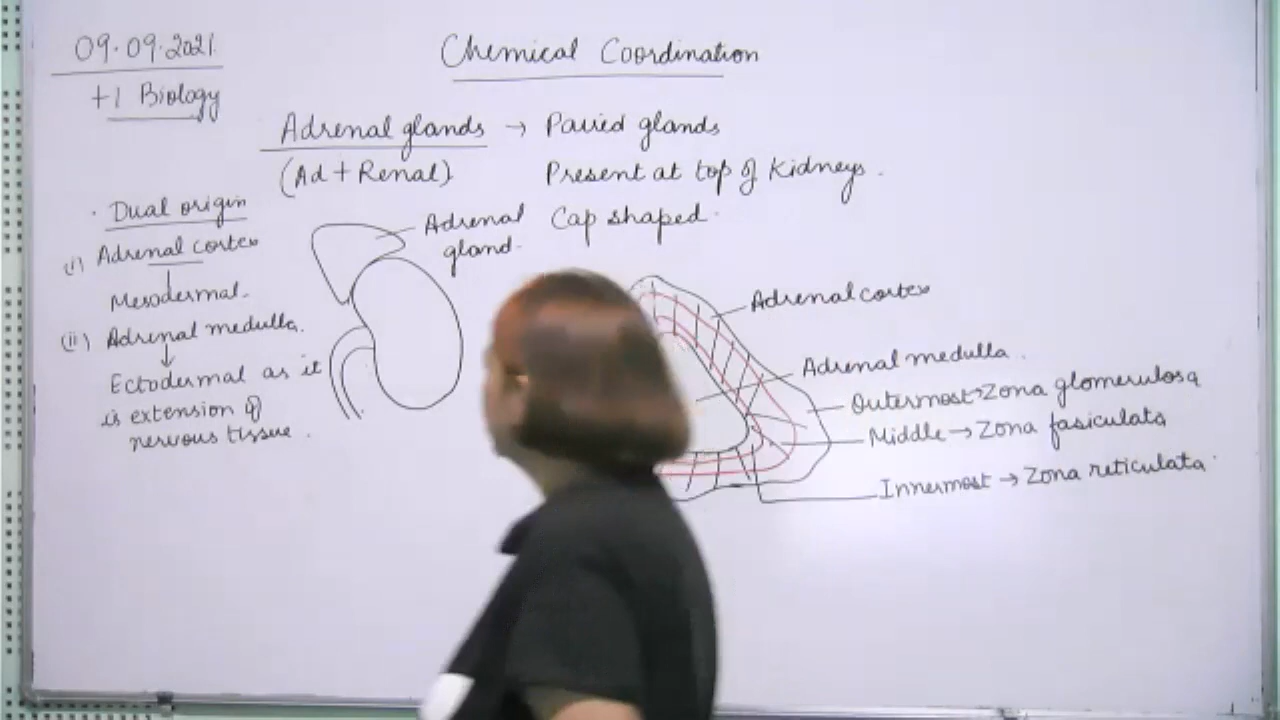 09.09.2021
+1 Biology
Chemical Coordination
Adrenal glands → Paired glands
(Ad + Renal)
Present at top of Kidneys.
Cap shaped.
· Dual origin
(i) Adrenal cortex
Mesodermal.
(ii) Adrenal medulla.
Ectodermal as it
is extension of
nervous tissue.
Adrenal
gland.
Adrenal cortex
Adrenal medulla.
Outermost → Zona glomerulosa
Middle → Zona fasiculata
Innermost → Zona reticulata.